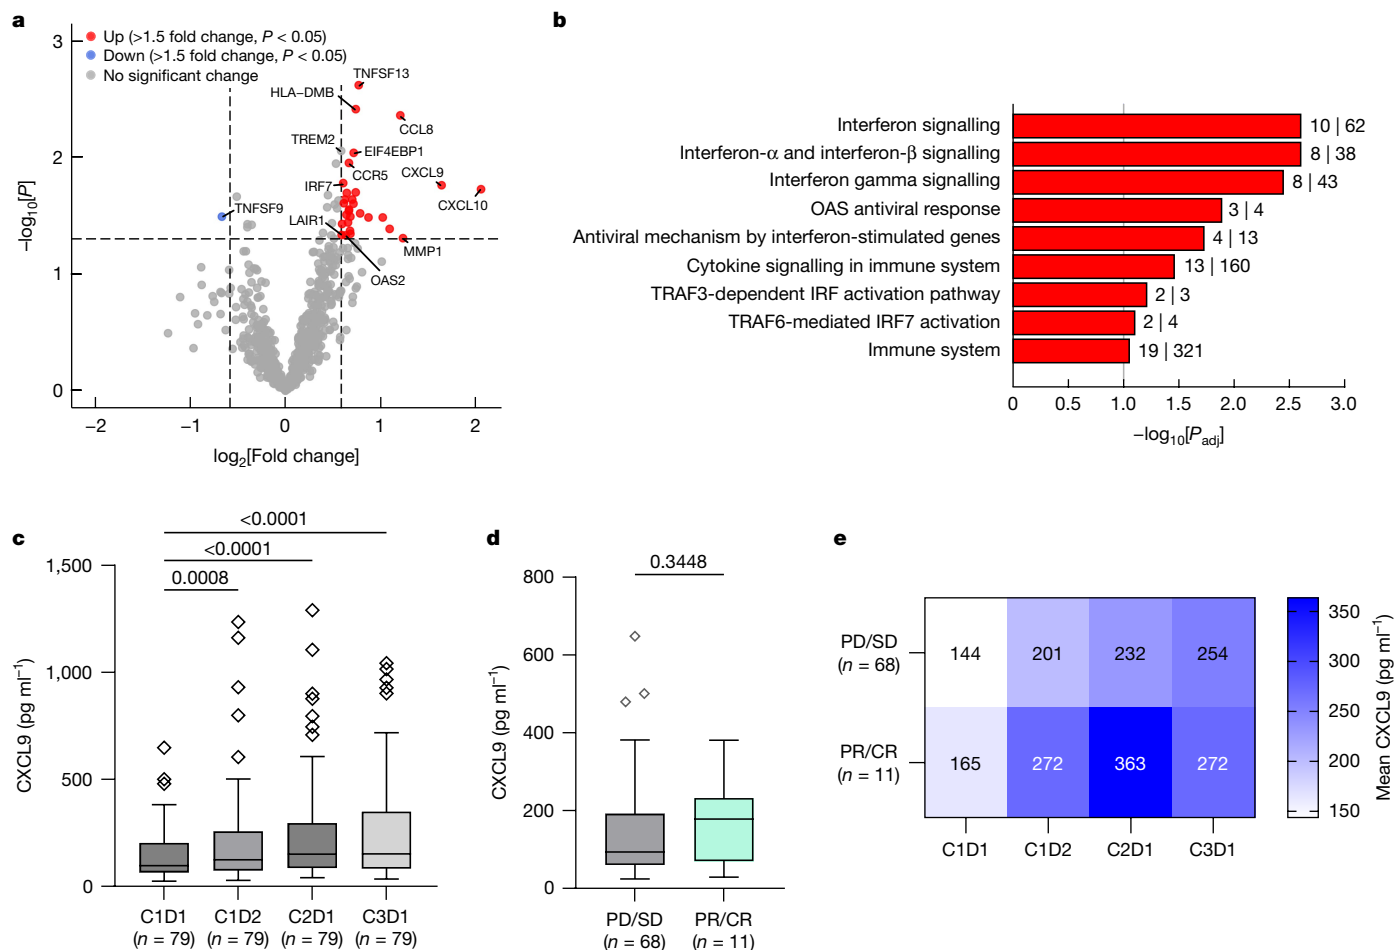 a
Up (>1.5 fold change, P < 0.05)
Down (>1.5 fold change, P < 0.05)
No significant change
TNFSF13
HLA−DMB
CCL8
TREM2
EIF4EBP1
CCR5
CXCL9
IRF7
CXCL10
TNFSF9
LAIR1
MMP1
OAS2
3
2
1
0
−log10[P]
−2
−1
0
1
2
log2[Fold change]
b
Interferon signalling
10 | 62
Interferon-α and interferon-β signalling
8 | 38
Interferon gamma signalling
8 | 43
OAS antiviral response
3 | 4
Antiviral mechanism by interferon-stimulated genes
4 | 13
Cytokine signalling in immune system
13 | 160
TRAF3-dependent IRF activation pathway
2 | 3
TRAF6-mediated IRF7 activation
2 | 4
Immune system
19 | 321
0
0.5
1.0
1.5
2.0
2.5
3.0
−log10[Padj]
c
<0.0001
<0.0001
0.0008
1,500
1,000
500
0
CXCL9 (pg ml−1)
C1D1
(n = 79)
C1D2
(n = 79)
C2D1
(n = 79)
C3D1
(n = 79)
d
0.3448
800
600
400
200
0
CXCL9 (pg ml−1)
PD/SD
(n = 68)
PR/CR
(n = 11)
e
PD/SD
(n = 68)
144
201
232
254
PR/CR
(n = 11)
165
272
363
272
C1D1
C1D2
C2D1
C3D1
350
300
250
200
150
Mean CXCL9 (pg ml−1)